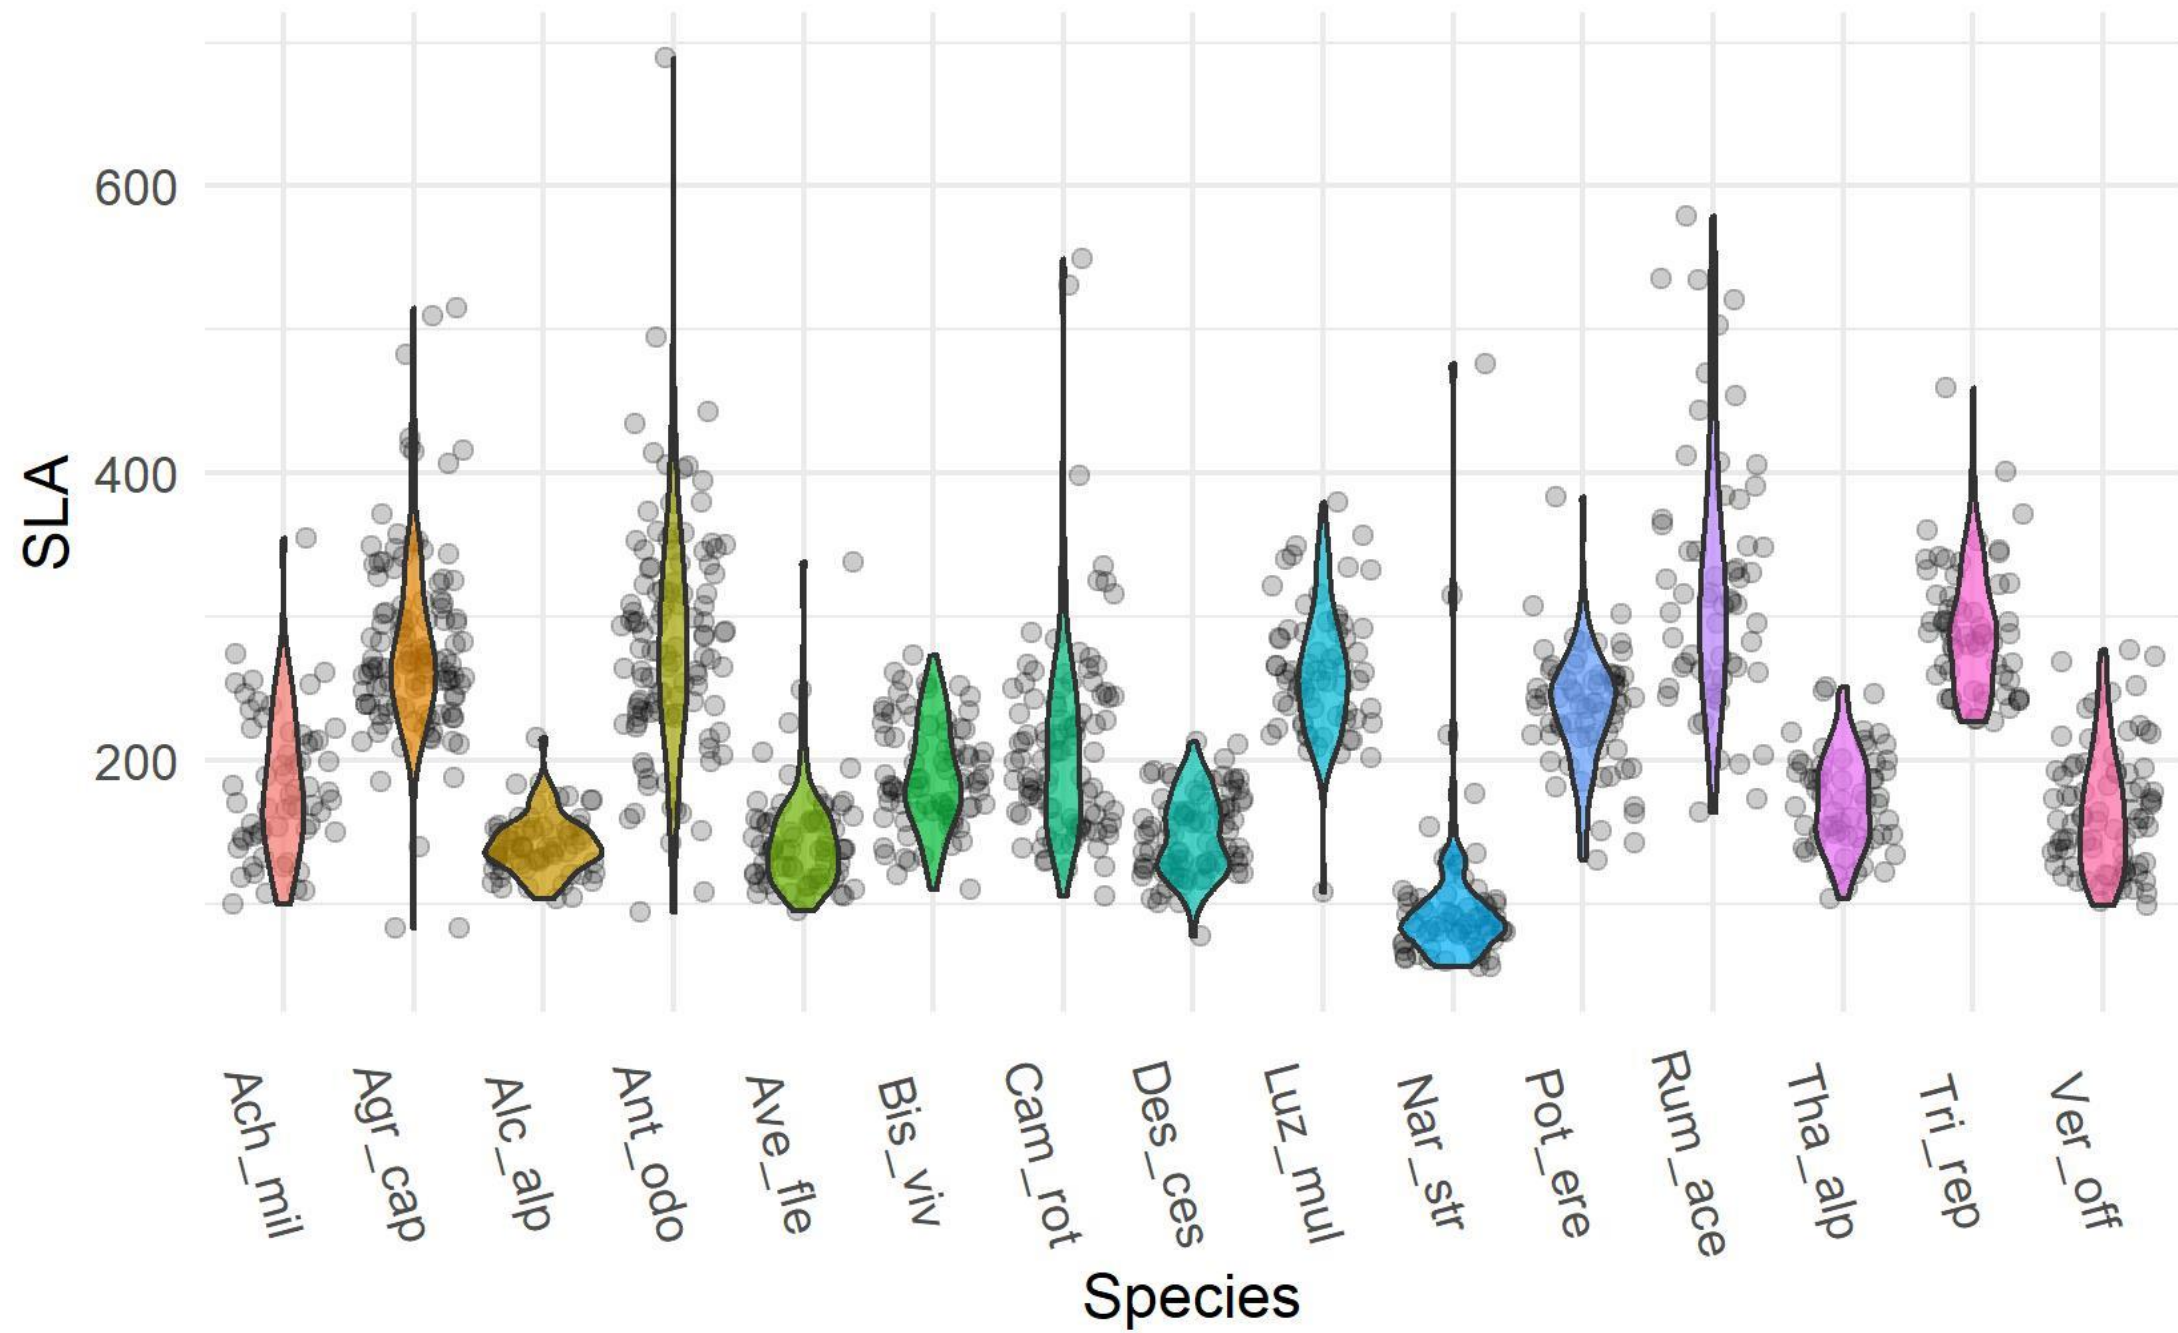 600
400
200
SLA
Ach_mil
Agr_cap
Alc_alp
Ant_odo
Ave_fle
Bis_viv
Cam_rot
Des_ces
Luz_mul
Nar_str
Pot_ere
Rum_ace
Tha_alp
Tri_rep
Ver_off
Species